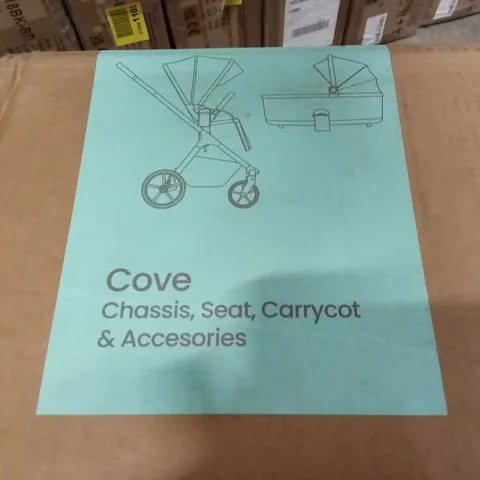 Cove
Chassis, Seat, Carrycot
& Accesories